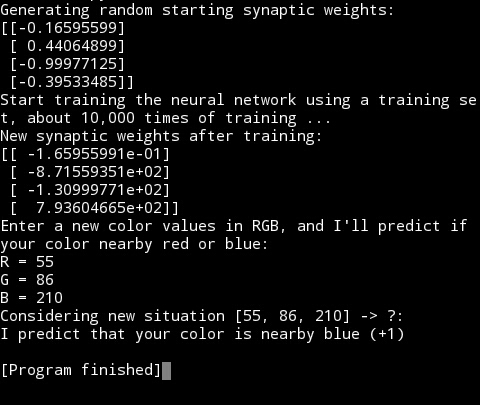 Generating random starting synaptic weights:
[[-0.16595599]
 [ 0.44064899]
 [-0.99977125]
 [-0.39533485]]
Start training the neural network using a training se
t, about 10,000 times of training ...
New synaptic weights after training:
[[ -1.65955991e-01]
 [ -8.71559351e+02]
 [ -1.30999771e+02]
 [  7.93604665e+02]]
Enter a new color values in RGB, and I'll predict if
your color nearby red or blue:
R = 55
G = 86
B = 210
Considering new situation [55, 86, 210] -> ?:
I predict that your color is nearby blue (+1)
[Program finished]